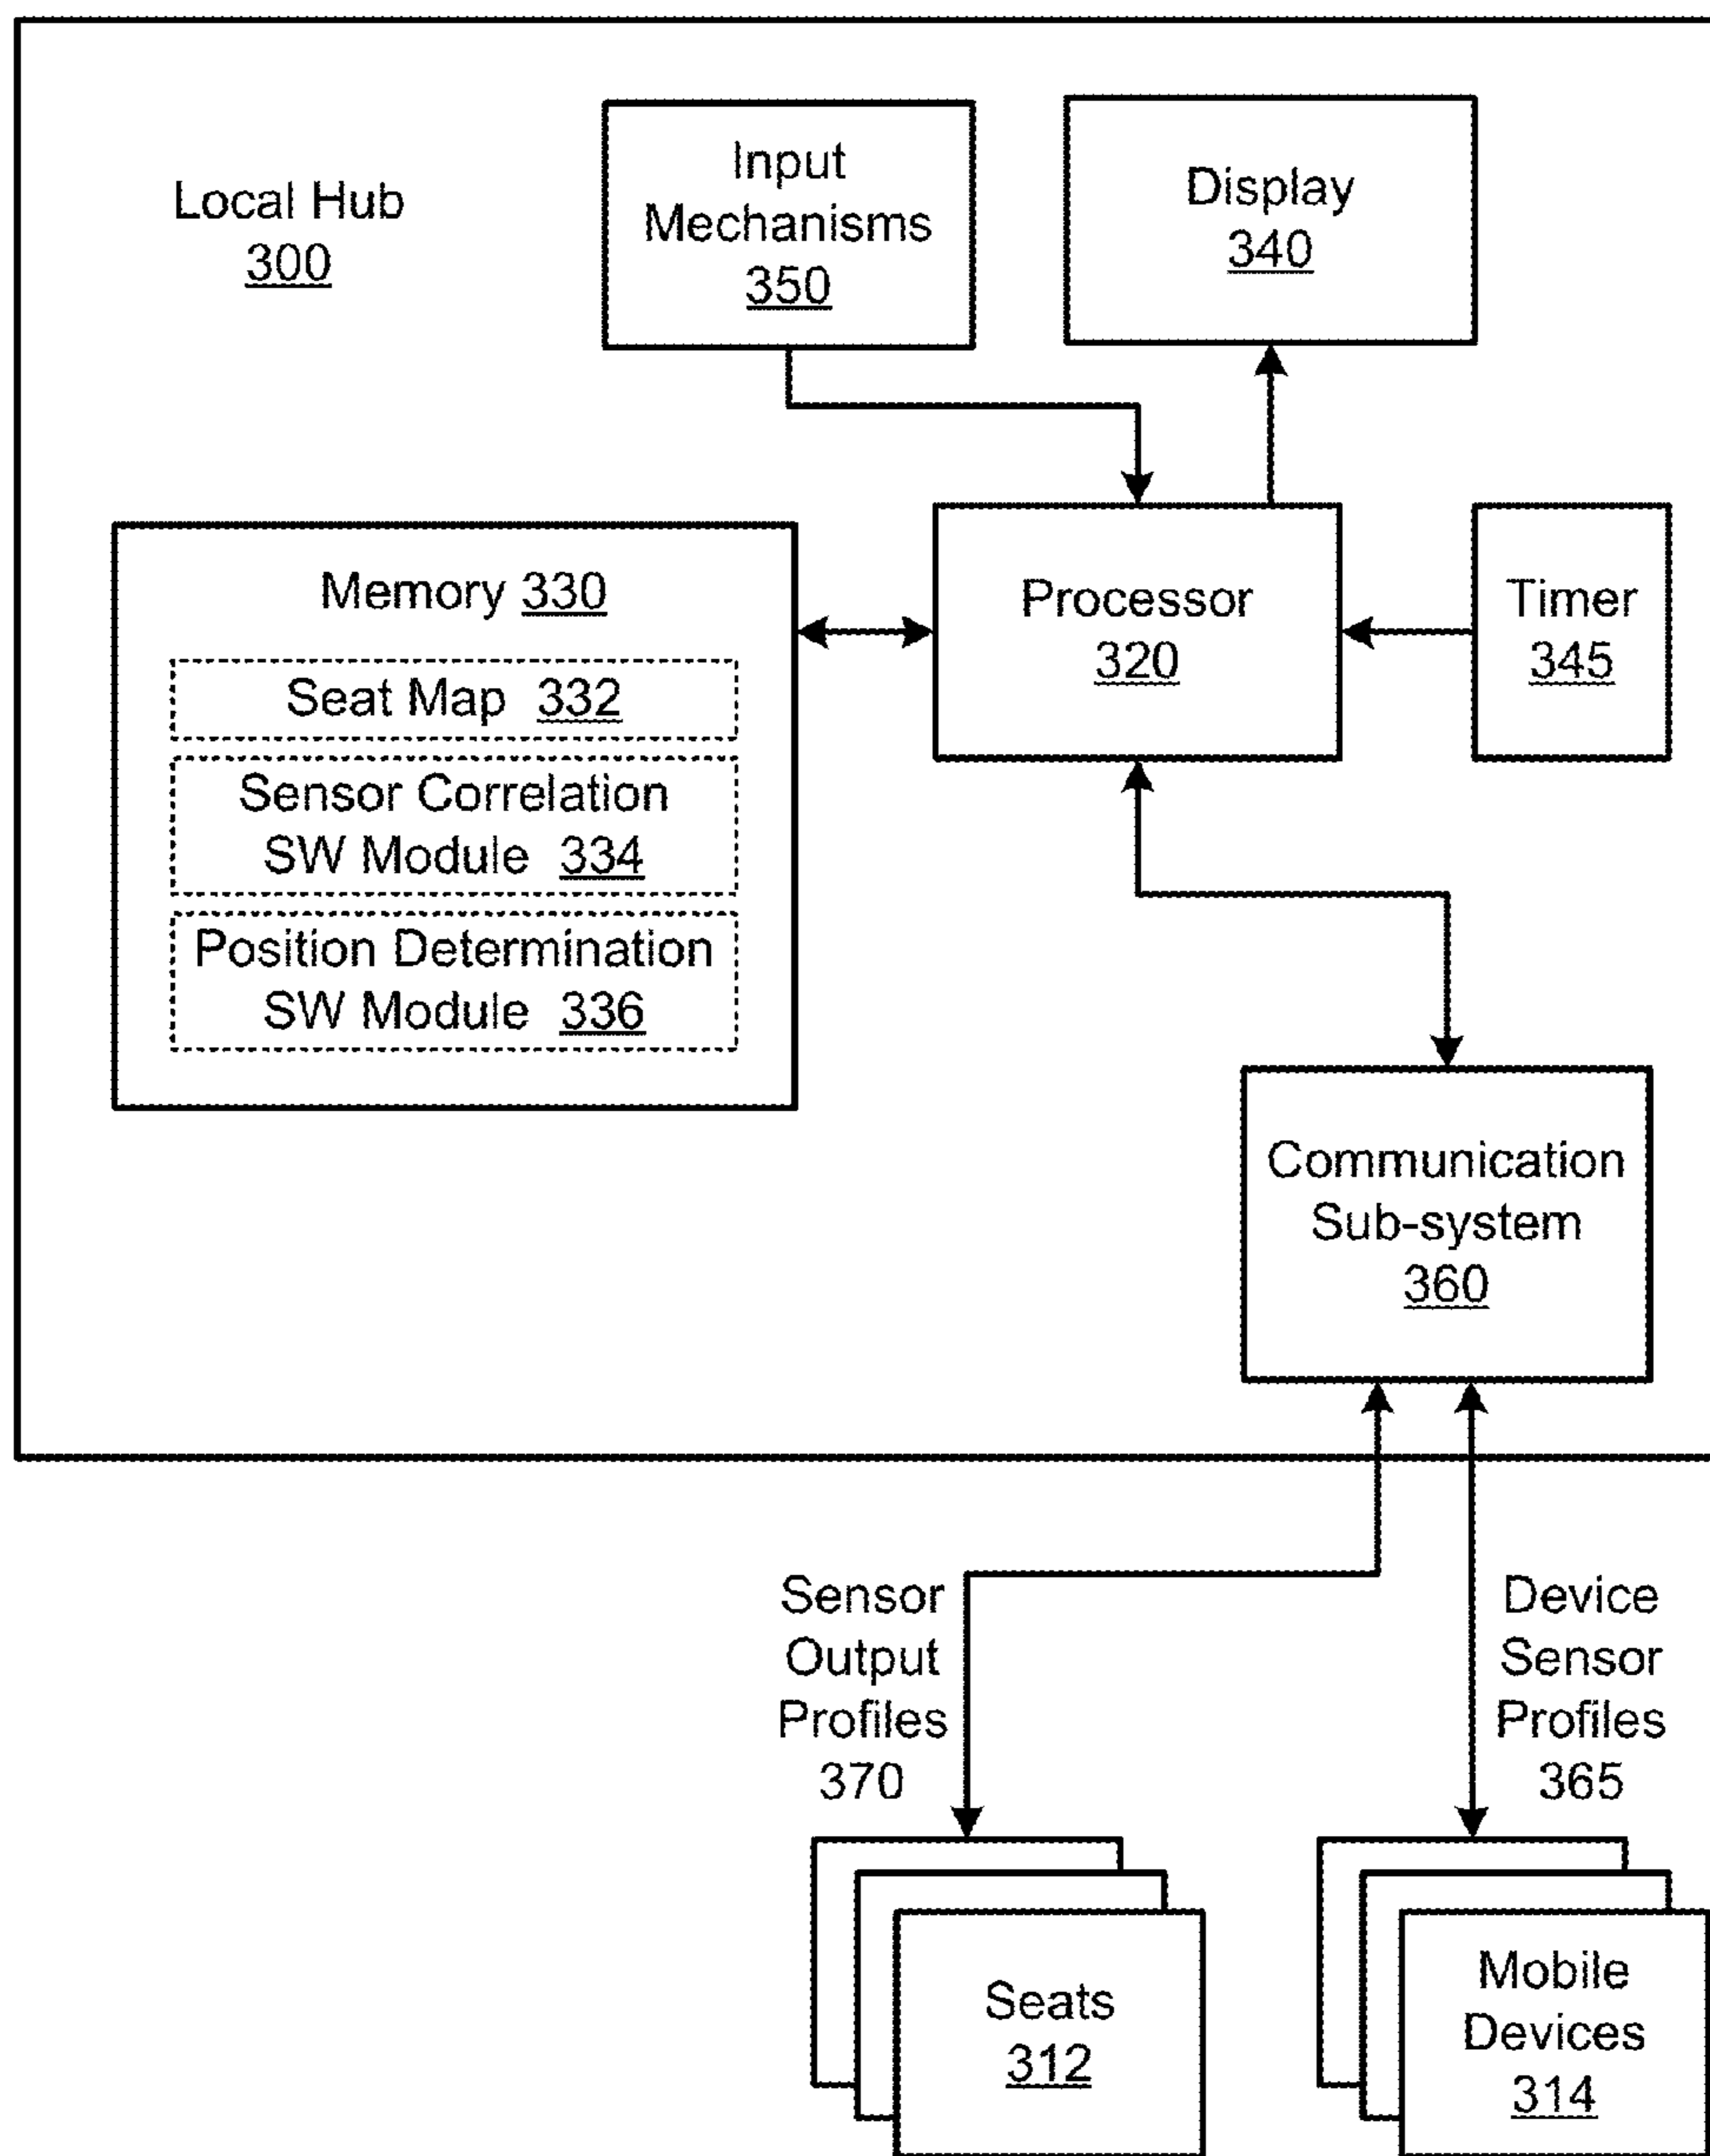 Local Hub
300
Input
Mechanisms
350
Display
340
Memory 330
Seat Map 332
Sensor Correlation
SW Module 334
Position Determination
SW Module 336
Processor
320
Timer
345
Communication
Sub-system
360
Sensor
Output
Profiles
370
Device
Sensor
Profiles
365
Seats
312
Mobile
Devices
314